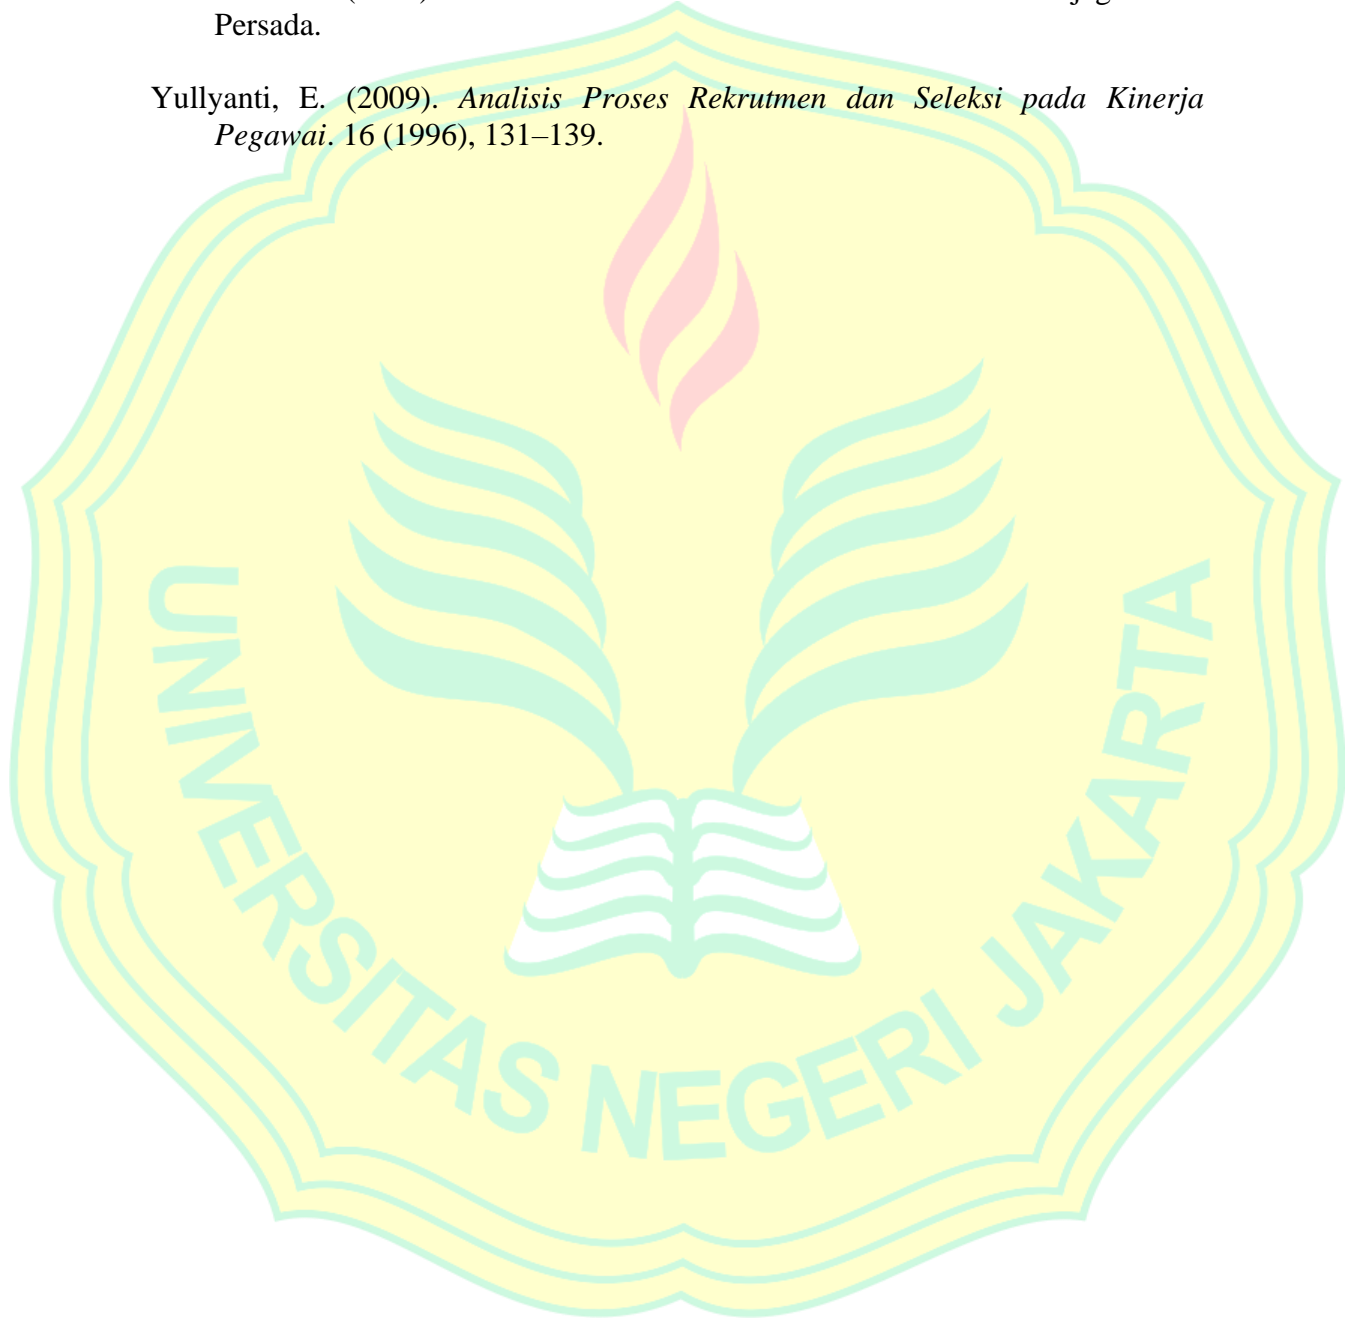 Persada.
Yullyanti, E. (2009). Analisis Proses Rekrutmen dan Seleksi pada Kinerja
Pegawai. 16 (1996), 131–139.
UNIVERSITAS NEGERI JAKARTA